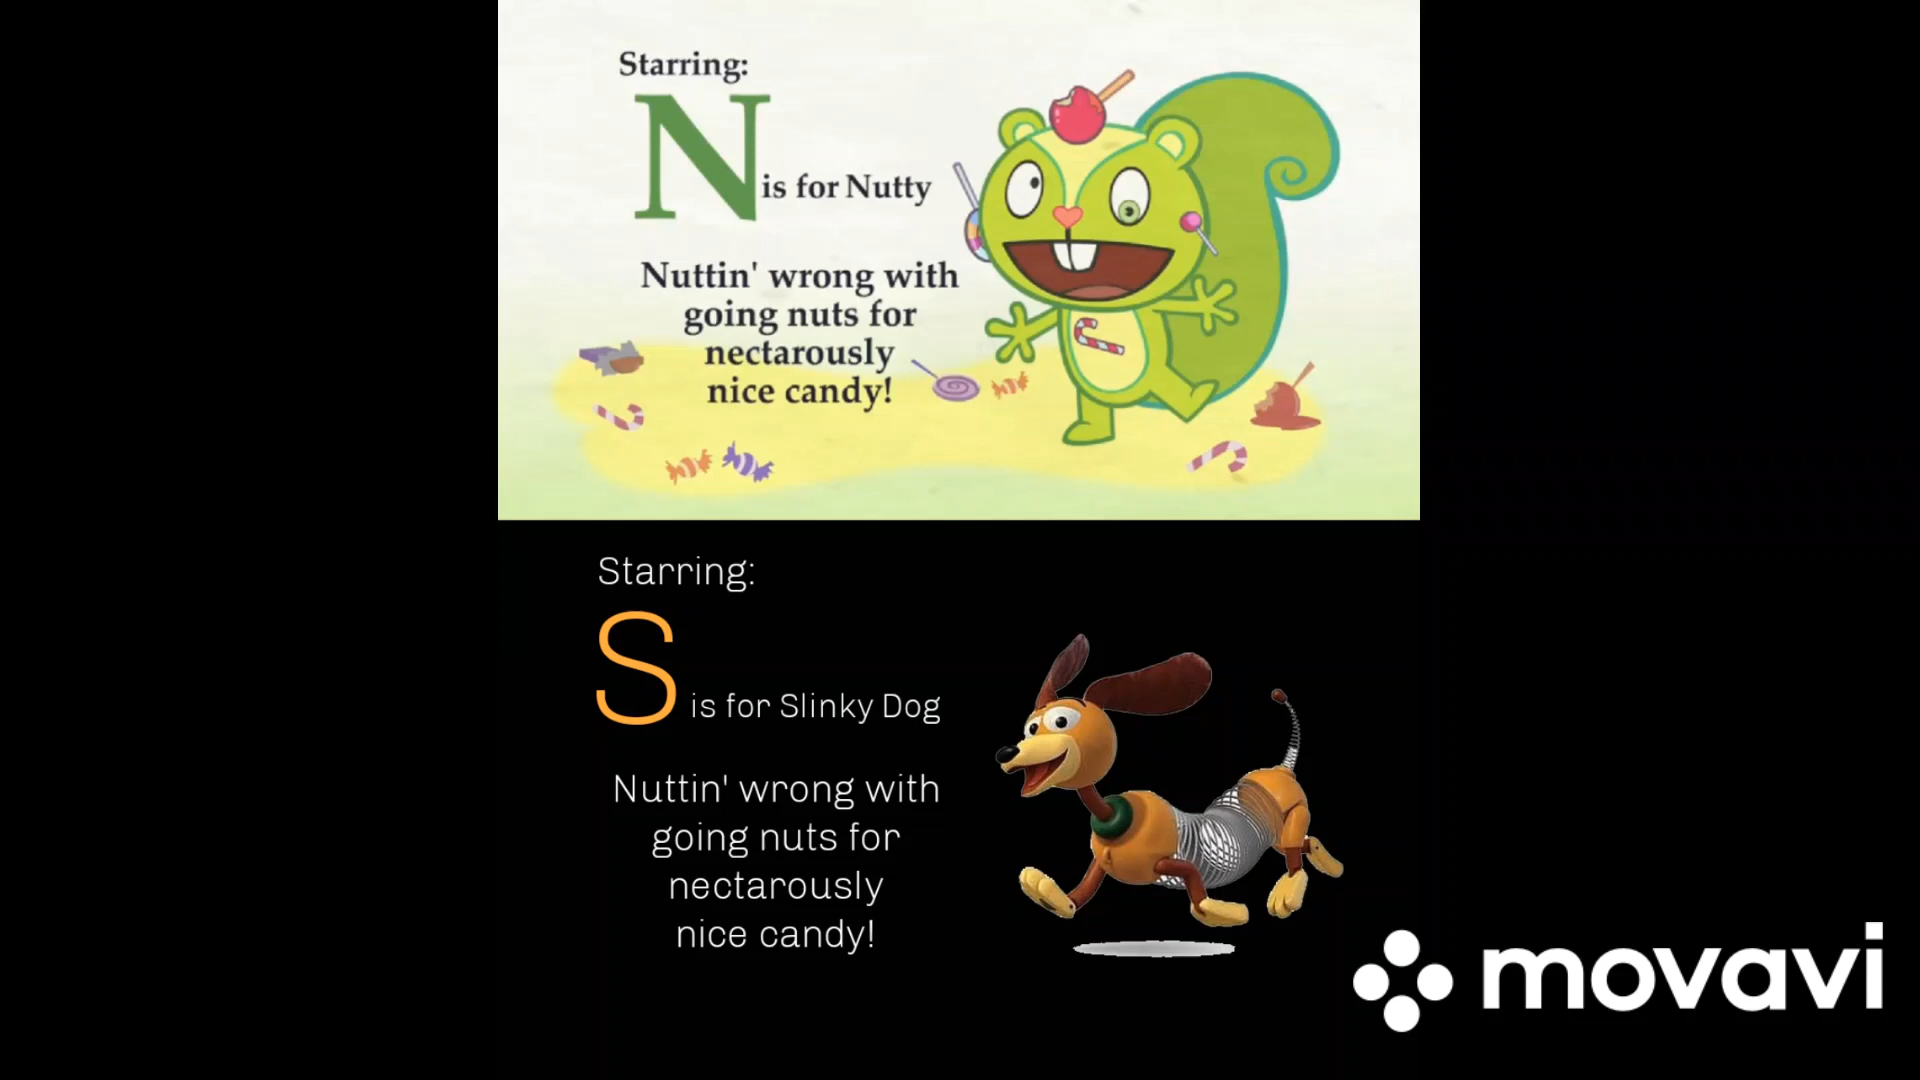 Starring:
N is for Nutty
Nuttin' wrong with
going nuts for
nectarously
nice candy!
Starring:
S is for Slinky Dog
Nuttin' wrong with
going nuts for
nectarously
nice candy!
movavi